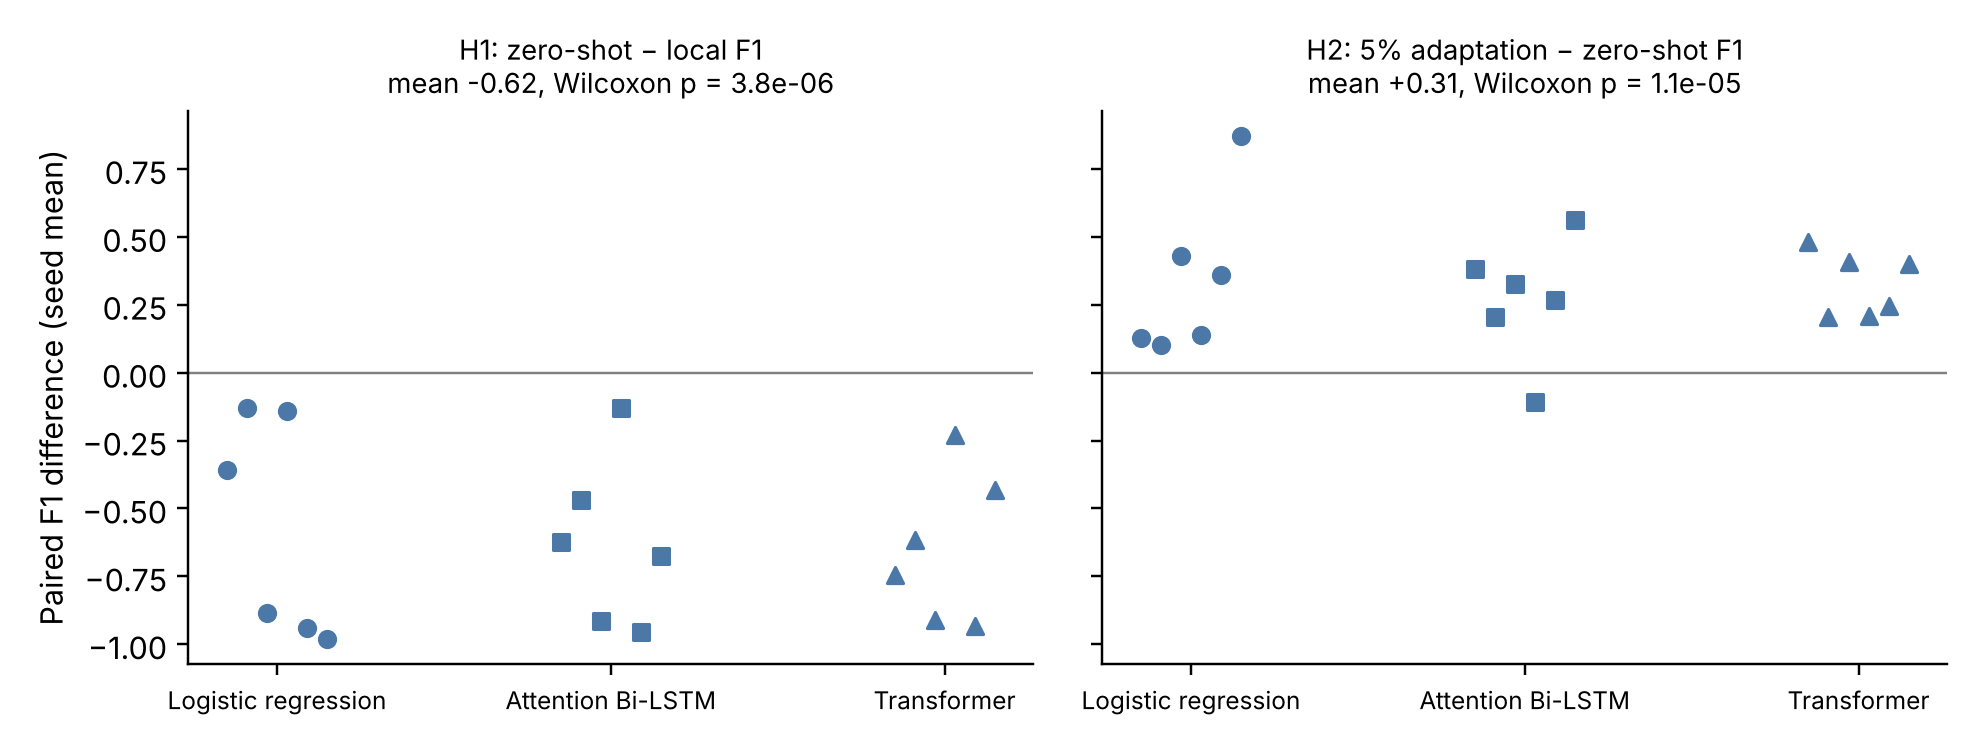 H1: zero-shot − local F1
mean -0.62, Wilcoxon p = 3.8e-06
H2: 5% adaptation − zero-shot F1
mean +0.31, Wilcoxon p = 1.1e-05
Paired F1 difference (seed mean)
0.75
0.50
0.25
0.00
−0.25
−0.50
−0.75
−1.00
Logistic regression
Attention Bi-LSTM
Transformer
Logistic regression
Attention Bi-LSTM
Transformer